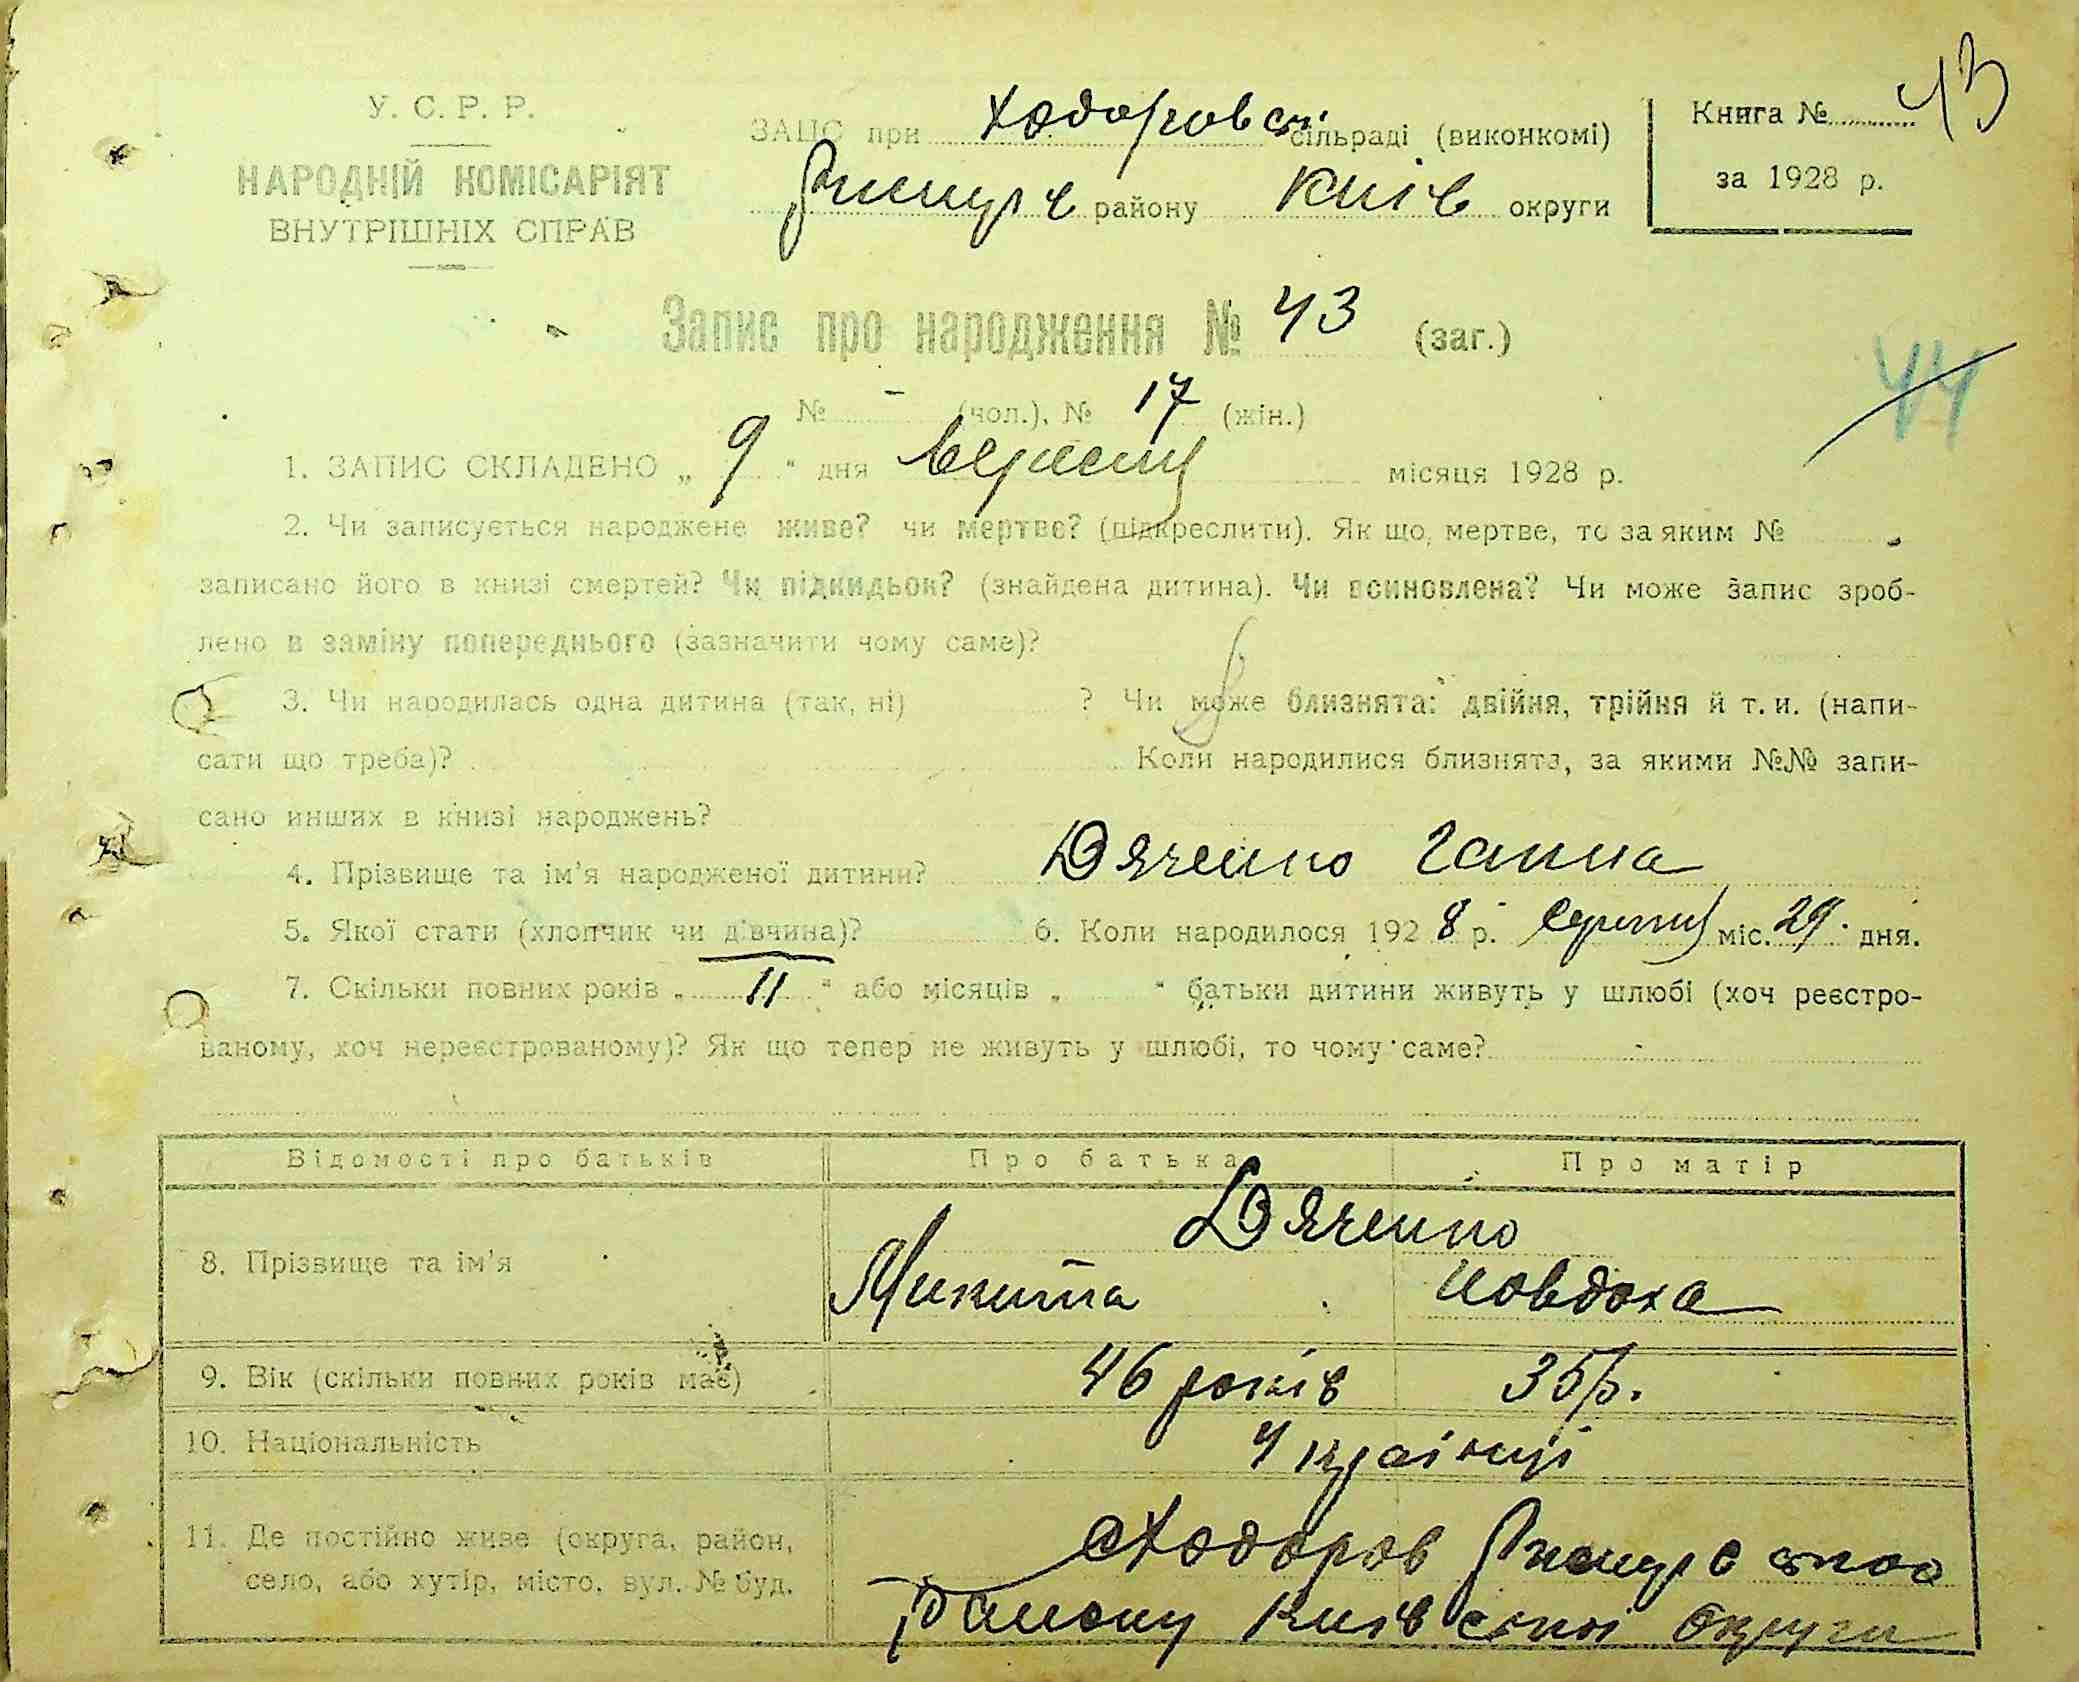 У. С. Р. Р.
НАРОДНІЙ КОМІСАРІЯТ
ВНУТРІШНІХ СПРАВ
ЗАГС при Ходоровск сільраді (виконкомі)
Ржищів району Київ округи
Книга № 43
за 1928 р.
Запис про народження № 43 (заг.)
44
№ - (чол.), № 17 (жін.)
1. ЗАПИС СКЛАДЕНО „ 9 “ дня вересня місяця 1928 р.
2. Чи записується народжене живе? чи мертве? (підкреслити). Як що, мертве, то за яким №
записано його в книзі смертей? Чи підкидьок? (знайдена дитина). Чи всиновлена? Чи може запис зроб-
лено в заміну попереднього (зазначити чому саме)?
3. Чи народилась одна дитина (так, ні) ? Чи може близнята: двійня, трійня й т. и. (напи-
сати що треба)? Коли народилися близнята, за якими №№ запи-
сано инших в книзі народжень?
4. Прізвище та ім’я народженої дитини? Дяченко Ганна
5. Якої стати (хлопчик чи дівчина)? 6. Коли народилося 1928 р. серпня міс. 29 дня.
7. Скільки повних років „ 11 “ або місяців „ “ батьки дитини живуть у шлюбі (хоч реєстро-
ваному, хоч нереєстрованому)? Як що тепер не живуть у шлюбі, то чому саме?
Відомості про батьків Про батька Про матір
Дяченко
8. Прізвище та ім’я Микита Иовдоха
9. Вік (скільки повних років має) 46 років 35 р.
10. Національність Українці
11. Де постійно живе (округа, район, с Ходоров
село, або хутір, місто, вул. № буд. району Київської округи